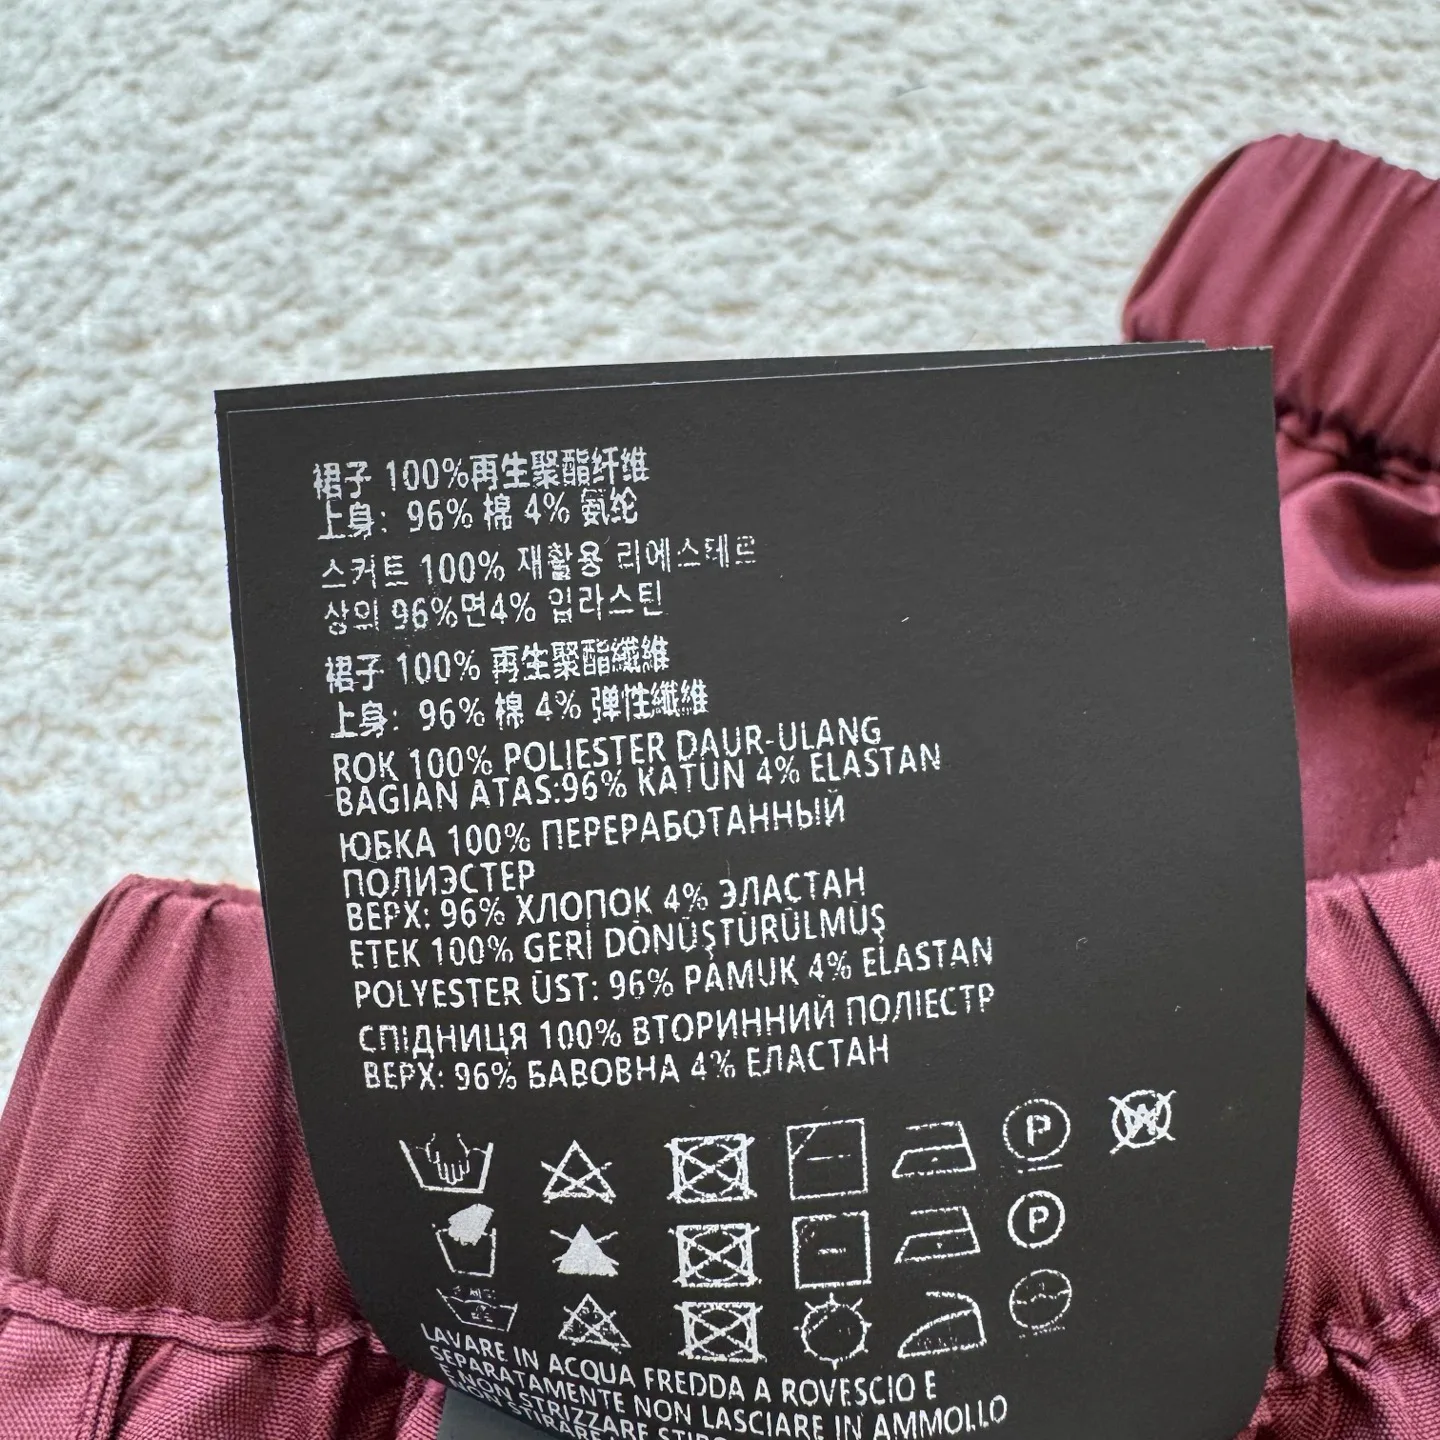 裙子 100%再生聚酯纤维
上身: 96% 棉 4% 氨纶
스커트 100% 재활용 리에스테르
상의 96%면4% 입라스틴
裙子 100% 再生聚酯纖維
上身: 96% 棉 4% 弹性纖維
ROK 100% POLIESTER DAUR-ULANG
BAGIAN ATAS:96% KATUN 4% ELASTAN
ЮБКА 100% ПЕРЕРАБОТАННЫЙ
ПОЛИЭСТЕР
ВЕРХ: 96% ХЛОПОК 4% ЭЛАСТАН
ETEK 100% GERİ DÖNÜŞTÜRÜLMÜŞ
POLYESTER ÜST: 96% PAMUK 4% ELASTAN
СПІДНИЦЯ 100% ВТОРИННИЙ ПОЛІЕСТР
ВЕРХ: 96% БАВОВНА 4% ЕЛАСТАН
P W
P
LAVARE IN ACQUA FREDDA A ROVESCIO E
SEPARATAMENTE NON LASCIARE IN AMMOLLO
E NON STRIZZARE
NON STIRARE